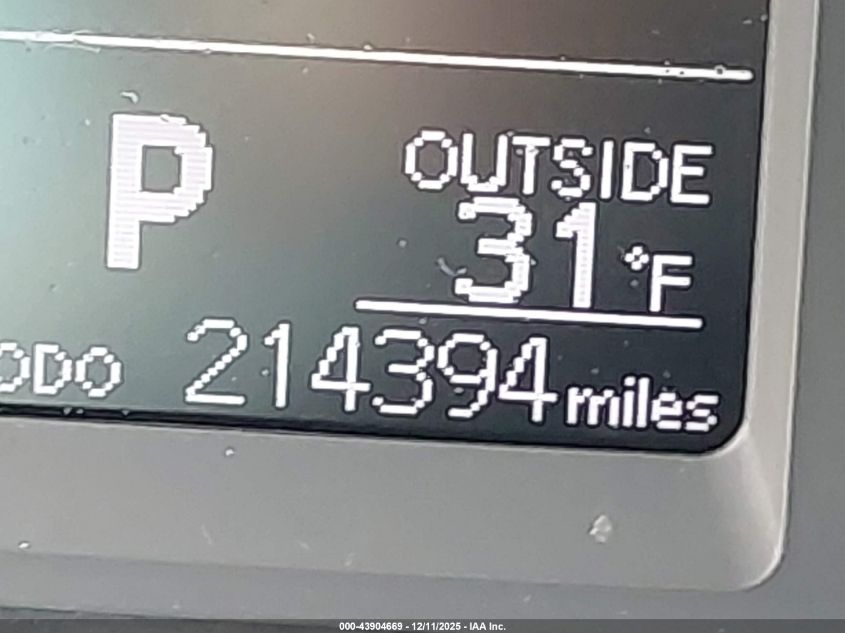 P
OUTSIDE
31°F
ODO 214394 miles
000-43904669 - 12/11/2025 - IAA Inc.